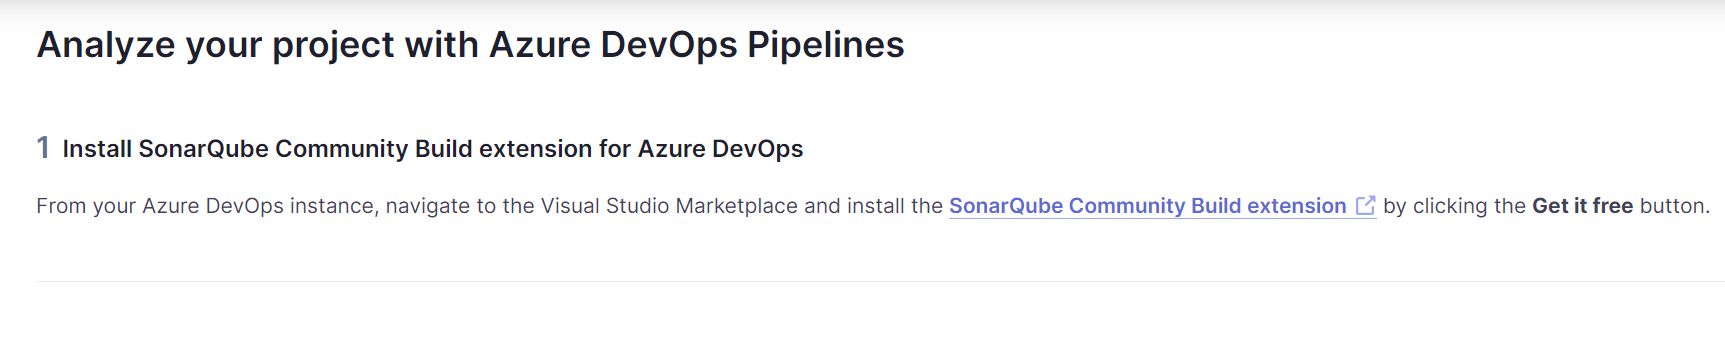 Analyze your project with Azure DevOps Pipelines
1 Install SonarQube Community Build extension for Azure DevOps
From your Azure DevOps instance, navigate to the Visual Studio Marketplace and install the SonarQube Community Build extension by clicking the Get it free button.